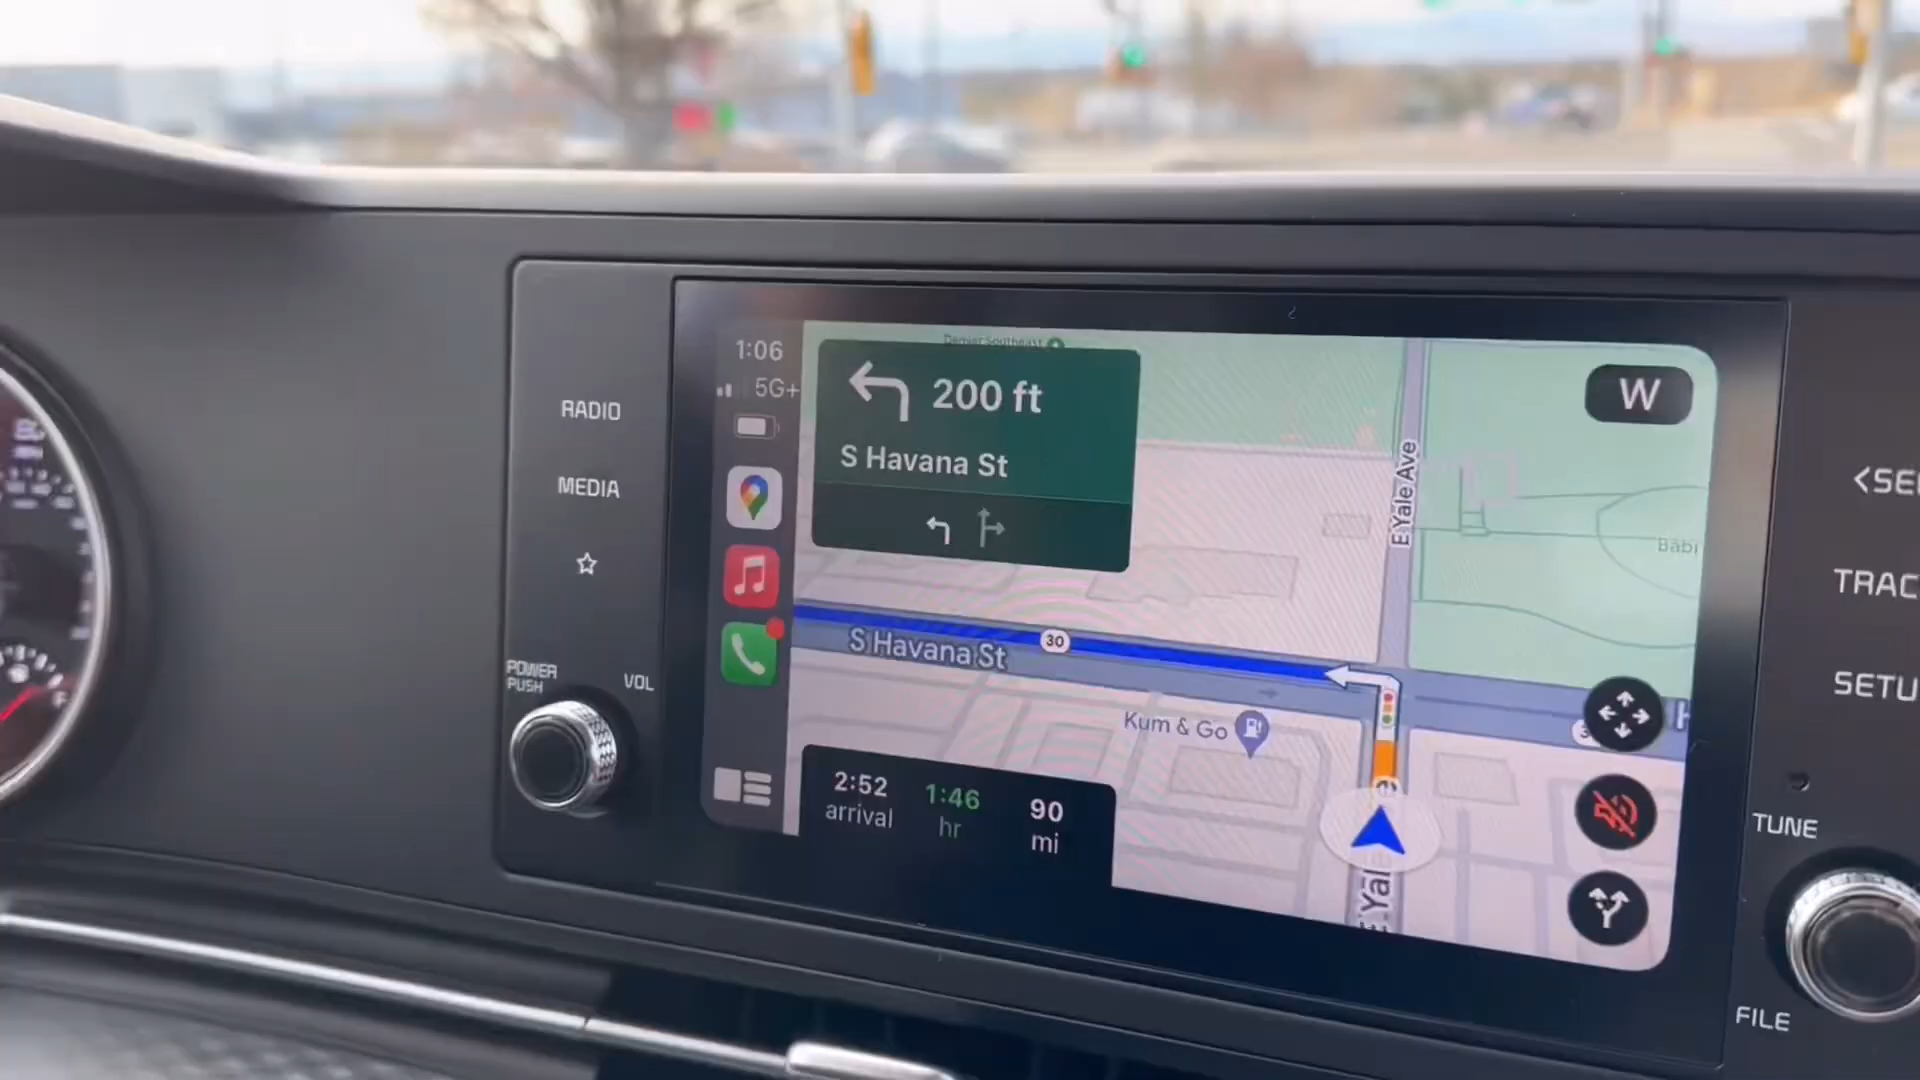 RADIO
MEDIA
POWER
PUSH
VOL
1:06
5G+
200 ft
S Havana St
W
E Yale Ave
Babi
S Havana St
30
Kum & Go
2:52
arrival
1:46
hr
90
mi
<SE
TRAC
SETU
TUNE
FILE